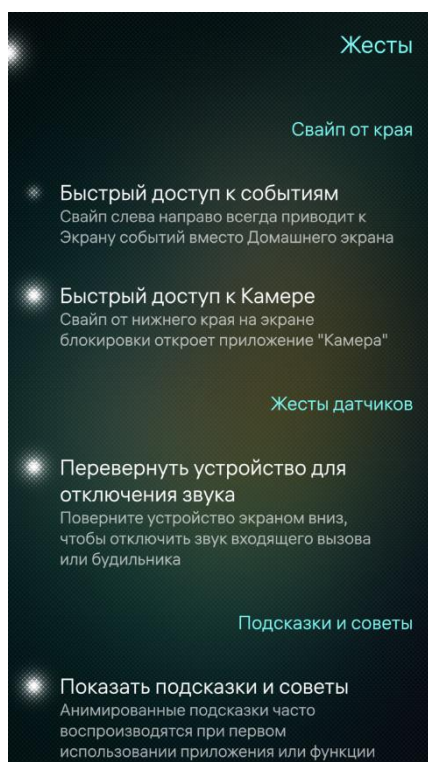 Жесты
Свайп от края
Быстрый доступ к событиям
Свайп слева направо всегда приводит к
Экрану событий вместо Домашнего экрана
Быстрый доступ к Камере
Свайп от нижнего края на экране
блокировки откроет приложение "Камера"
Жесты датчиков
Перевернуть устройство для
отключения звука
Поверните устройство экраном вниз,
чтобы отключить звук входящего вызова
или будильника
Подсказки и советы
Показать подсказки и советы
Анимированные подсказки часто
воспроизводятся при первом
использовании приложения или функции